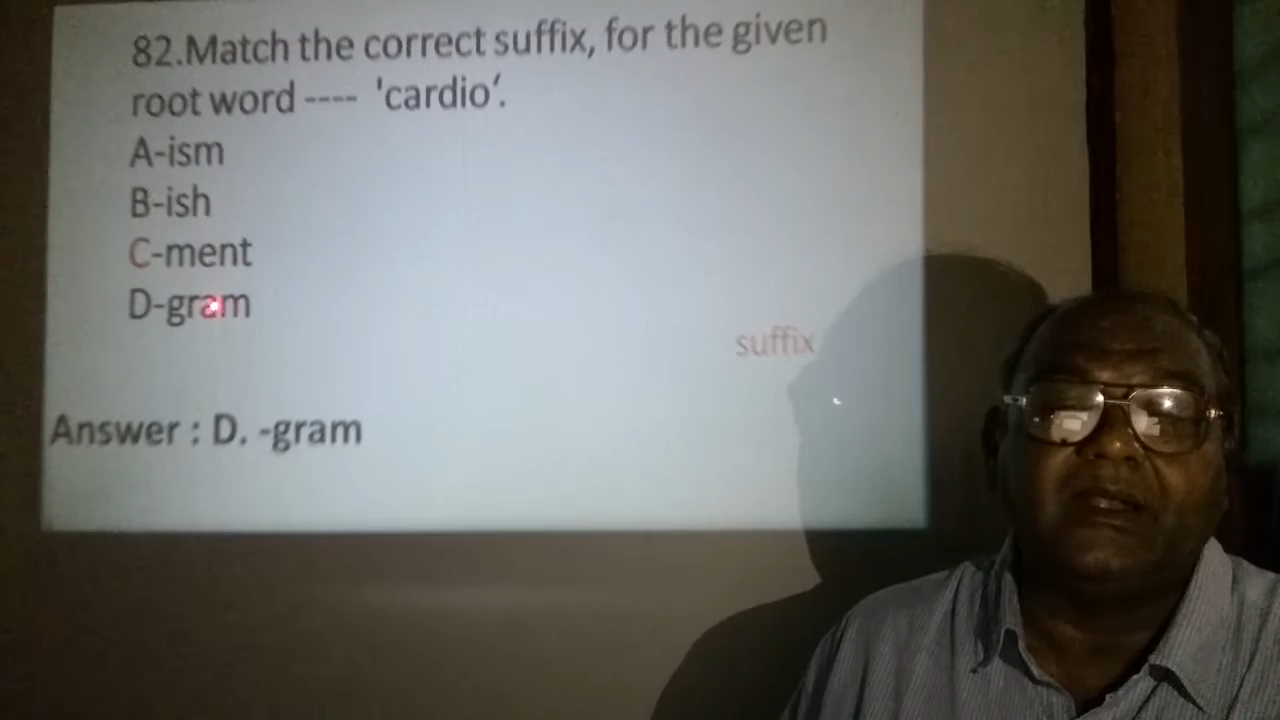 82.Match the correct suffix, for the given
root word ---- 'cardio‘.
A-ism
B-ish
C-ment
D-gram
suffix
Answer : D. -gram